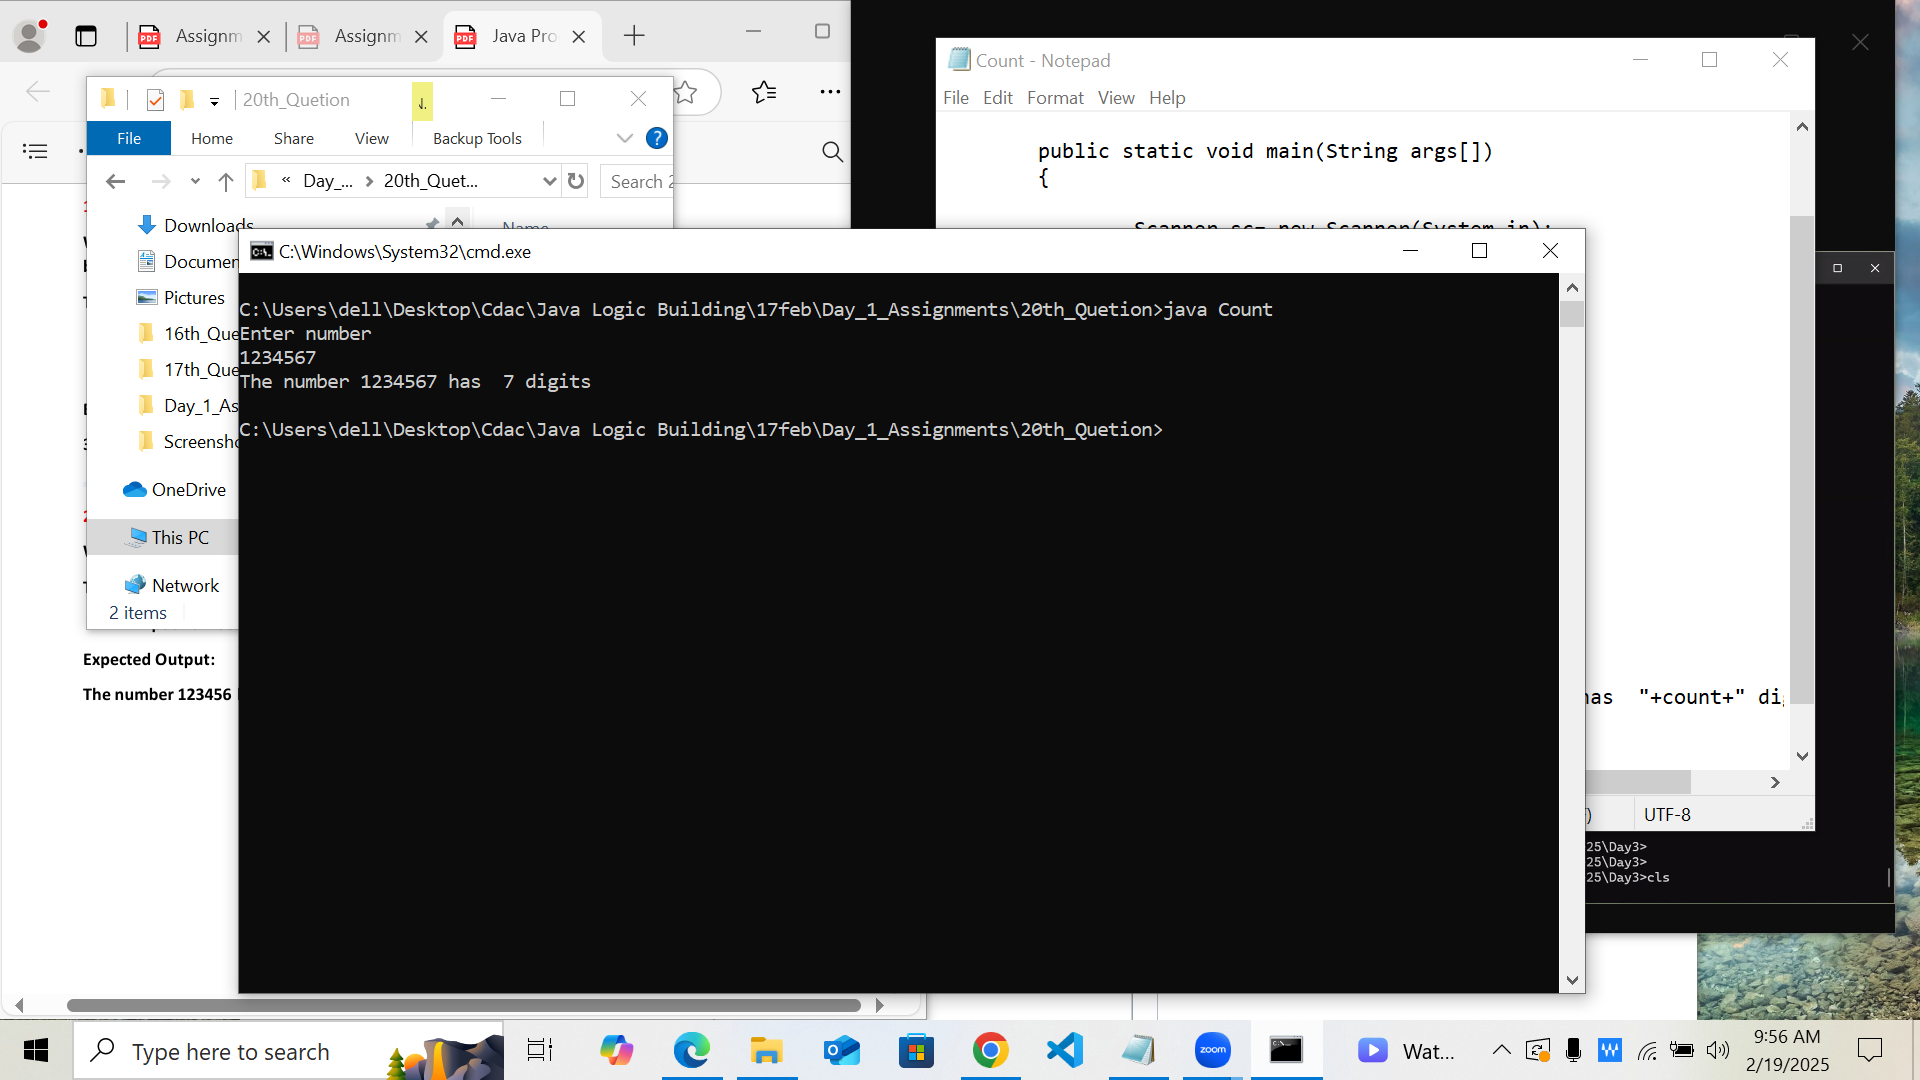 Assignm
Assignm
Java Pro
20th_Quetion
File
Home
Share
View
Backup Tools
Day_...
20th_Quet...
Search
Downloads
Name
Documen
Pictures
16th_Que
17th_Que
Day_1_As
Screensho
OneDrive
This PC
Network
2 items
Expected Output:
The number 123456
Count - Notepad
File Edit Format View Help
public static void main(String args[])
{
Scanner sc= new Scanner(System.in);
has "+count+" di
UTF-8
C:\Windows\System32\cmd.exe
C:\Users\dell\Desktop\Cdac\Java Logic Building\17feb\Day_1_Assignments\20th_Quetion>java Count
Enter number
1234567
The number 1234567 has  7 digits
C:\Users\dell\Desktop\Cdac\Java Logic Building\17feb\Day_1_Assignments\20th_Quetion>
25\Day3>
25\Day3>
25\Day3>cls
Type here to search
zoom
Wat...
9:56 AM
2/19/2025